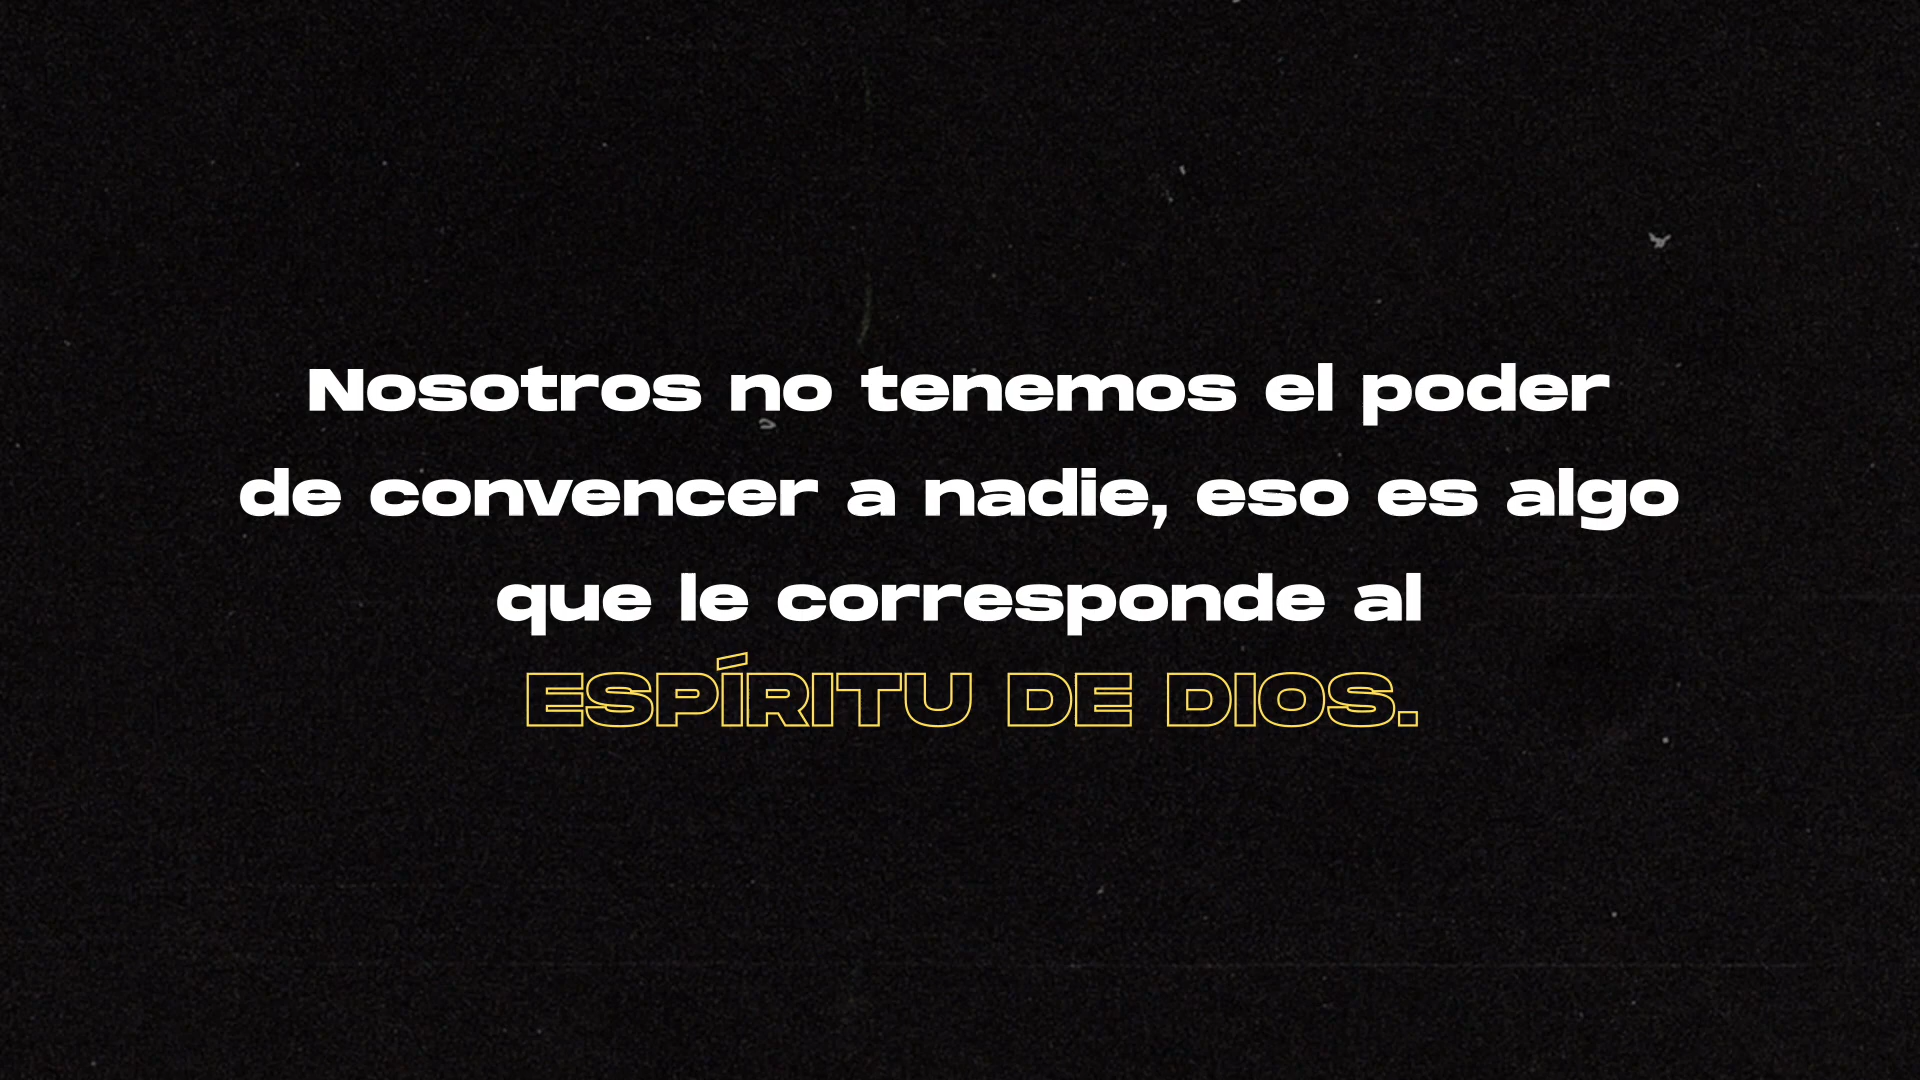 Nosotros no tenemos el poder
de convencer a nadie, eso es algo
que le corresponde al
ESPÍRITU DE DIOS.